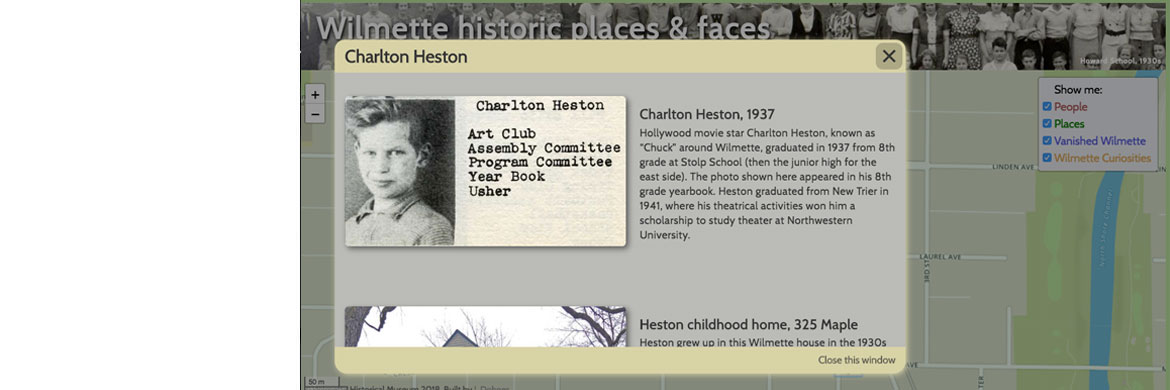 Wilmette historic places & faces
Howard School, 1930s
Charlton Heston
+
−
Show me:
People
Places
Vanished Wilmette
Wilmette Curiosities
Charlton Heston
Art Club
Assembly Committee
Program Committee
Year Book
Usher
Charlton Heston, 1937
Hollywood movie star Charlton Heston, known as
"Chuck" around Wilmette, graduated in 1937 from 8th
grade at Stolp School (then the junior high for the
east side). The photo shown here appeared in his 8th
grade yearbook. Heston graduated from New Trier in
1941, where his theatrical activities won him a
scholarship to study theater at Northwestern
University.
LINDEN AVE
North Shore Channel
LAUREL AVE
3RD ST
Heston childhood home, 325 Maple
Heston grew up in this Wilmette house in the 1930s
Close this window
50 m
Historical Museum 2018. Built by